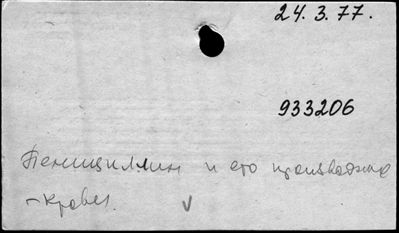 24.3.77.
933206
Пенициллин и его производные
- кровь.